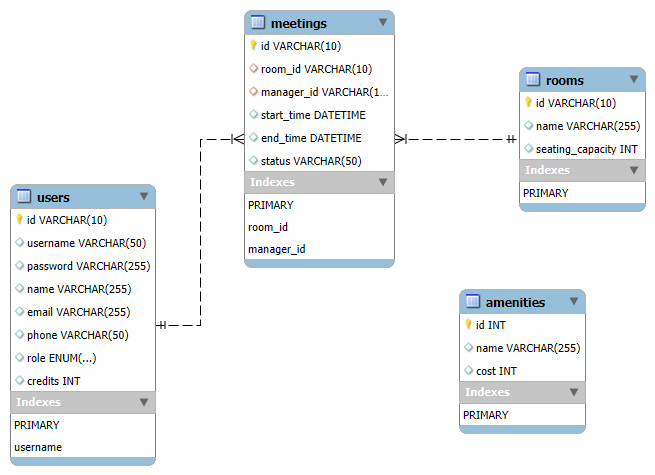 meetings
id VARCHAR(10)
room_id VARCHAR(10)
manager_id VARCHAR(1...
start_time DATETIME
end_time DATETIME
status VARCHAR(50)
Indexes
PRIMARY
room_id
manager_id
rooms
id VARCHAR(10)
name VARCHAR(255)
seating_capacity INT
Indexes
PRIMARY
users
id VARCHAR(10)
username VARCHAR(50)
password VARCHAR(255)
name VARCHAR(255)
email VARCHAR(255)
phone VARCHAR(50)
role ENUM(...)
credits INT
Indexes
PRIMARY
username
amenities
id INT
name VARCHAR(255)
cost INT
Indexes
PRIMARY